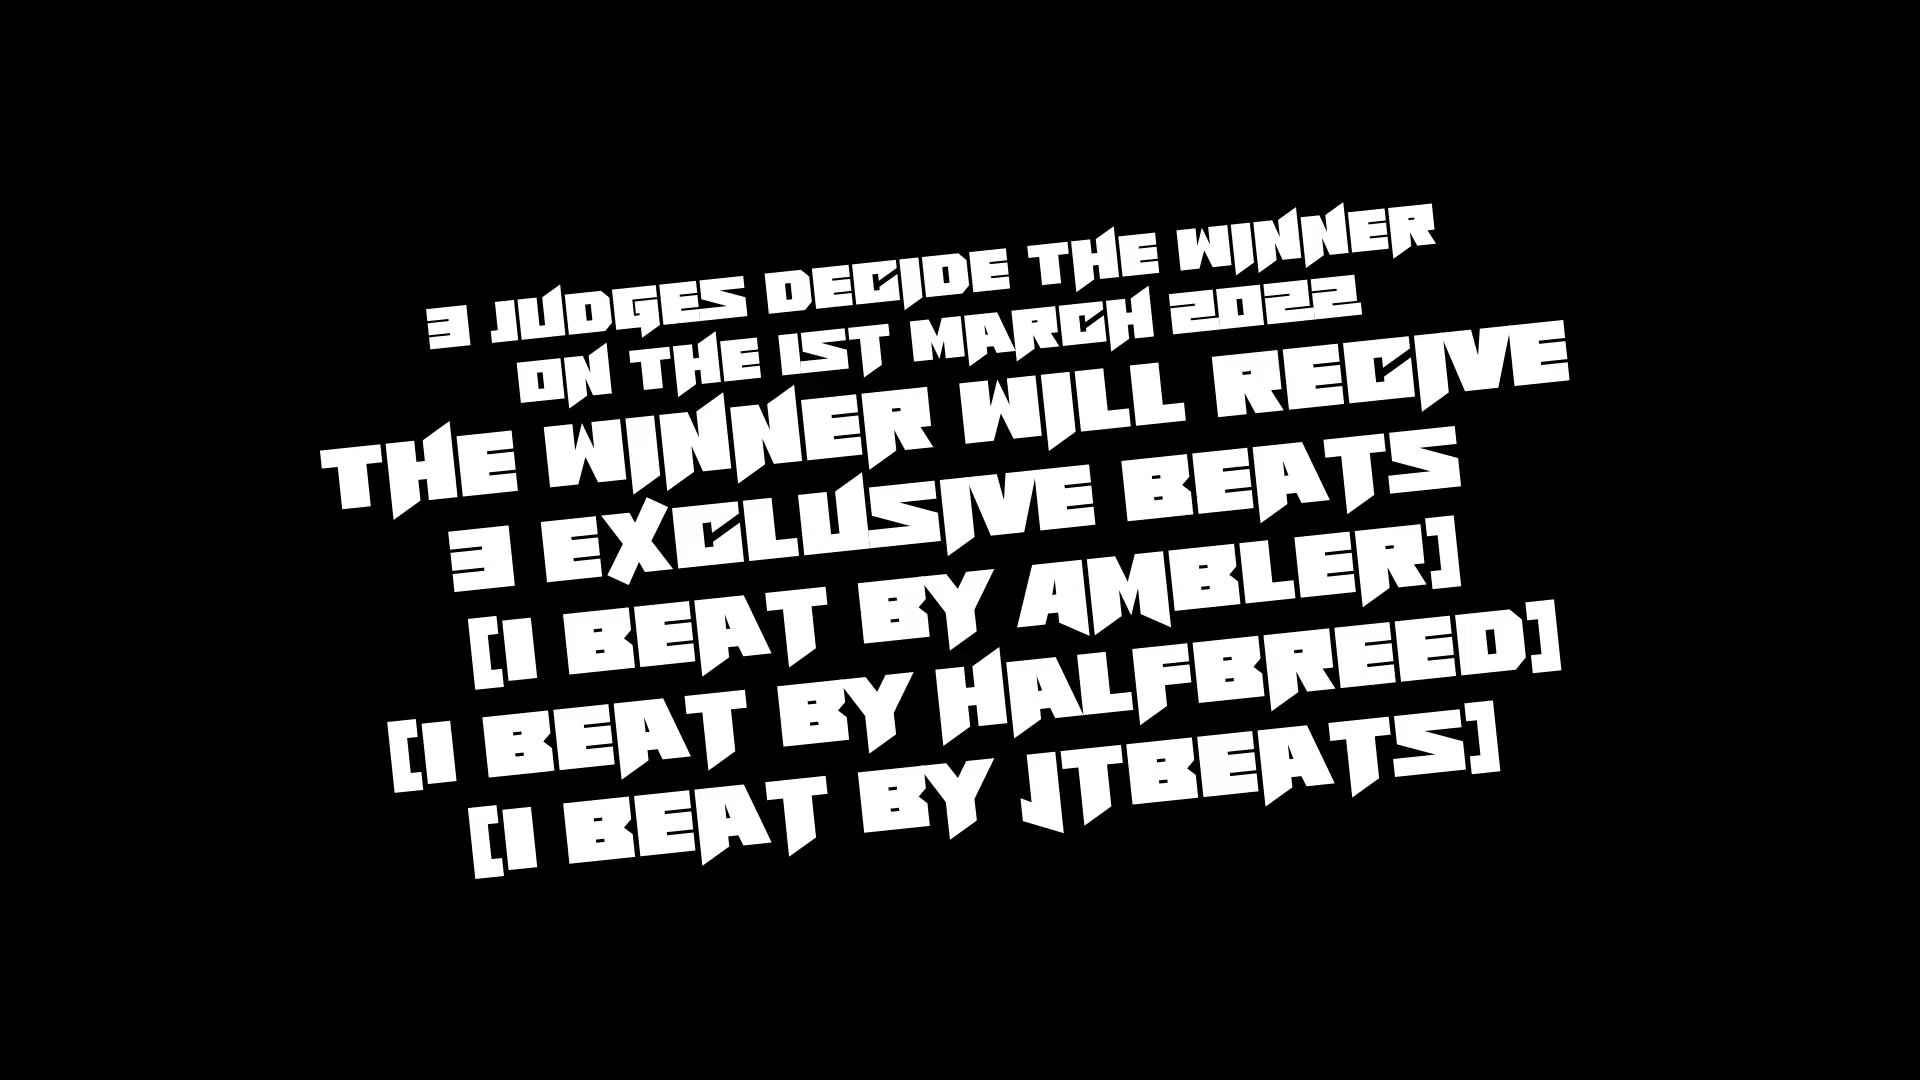 3 JUDGES DECIDE THE WINNER
ON THE 1ST MARCH 2022
THE WINNER WILL RECIVE
3 EXCLUSIVE BEATS
[1 BEAT BY AMBLER]
[1 BEAT BY HALFBREED]
[1 BEAT BY JTBEATS]